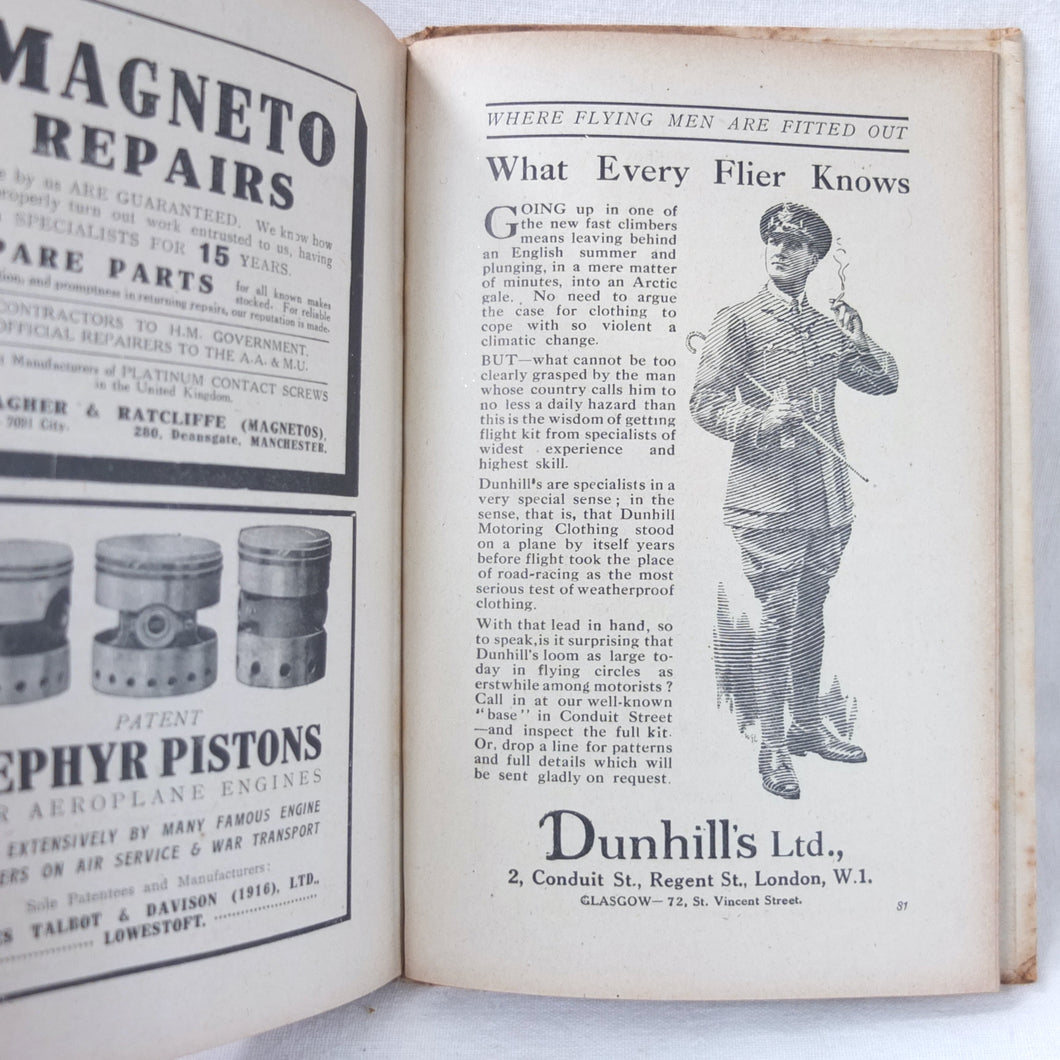 MAGNETO
REPAIRS
by us ARE GUARANTEED. We know how
properly turn out work entrusted to us, having
SPECIALISTS FOR 15 YEARS.
PARTS for all known makes
stocked. For reliable
and promptness in returning repairs, our reputation is made.
CONTRACTORS TO H.M. GOVERNMENT.
OFFICIAL REPAIRERS TO THE A.A. & M.U.
Manufacturers of PLATINUM CONTACT SCREWS
in the United Kingdom.
& RATCLIFFE (MAGNETOS),
7091 City. 280, Deansgate, MANCHESTER.
PATENT
PISTONS
AEROPLANE ENGINES
EXTENSIVELY BY MANY FAMOUS ENGINE
ON AIR SERVICE & WAR TRANSPORT
Sole Patentees and Manufacturers:
TALBOT & DAVISON (1916), LTD.,
LOWESTOFT.
WHERE FLYING MEN ARE FITTED OUT
What Every Flier Knows
GOING up in one of
the new fast climbers
means leaving behind
an English summer and
plunging, in a mere matter
of minutes, into an Arctic
gale. No need to argue
the case for clothing to
cope with so violent a
climatic change.
BUT—what cannot be too
clearly grasped by the man
whose country calls him to
no less a daily hazard than
this is the wisdom of getting
flight kit from specialists of
widest experience and
highest skill.
Dunhill's are specialists in a
very special sense; in the
sense, that is, that Dunhill
Motoring Clothing stood
on a plane by itself years
before flight took the place
of road-racing as the most
serious test of weatherproof
clothing.
With that lead in hand, so
to speak, is it surprising that
Dunhill's loom as large to-
day in flying circles as
erstwhile among motorists?
Call in at our well-known
"base" in Conduit Street
—and inspect the full kit.
Or, drop a line for patterns
and full details which will
be sent gladly on request.
Dunhill's Ltd.,
2, Conduit St., Regent St., London, W.1.
GLASGOW—72, St. Vincent Street.
31